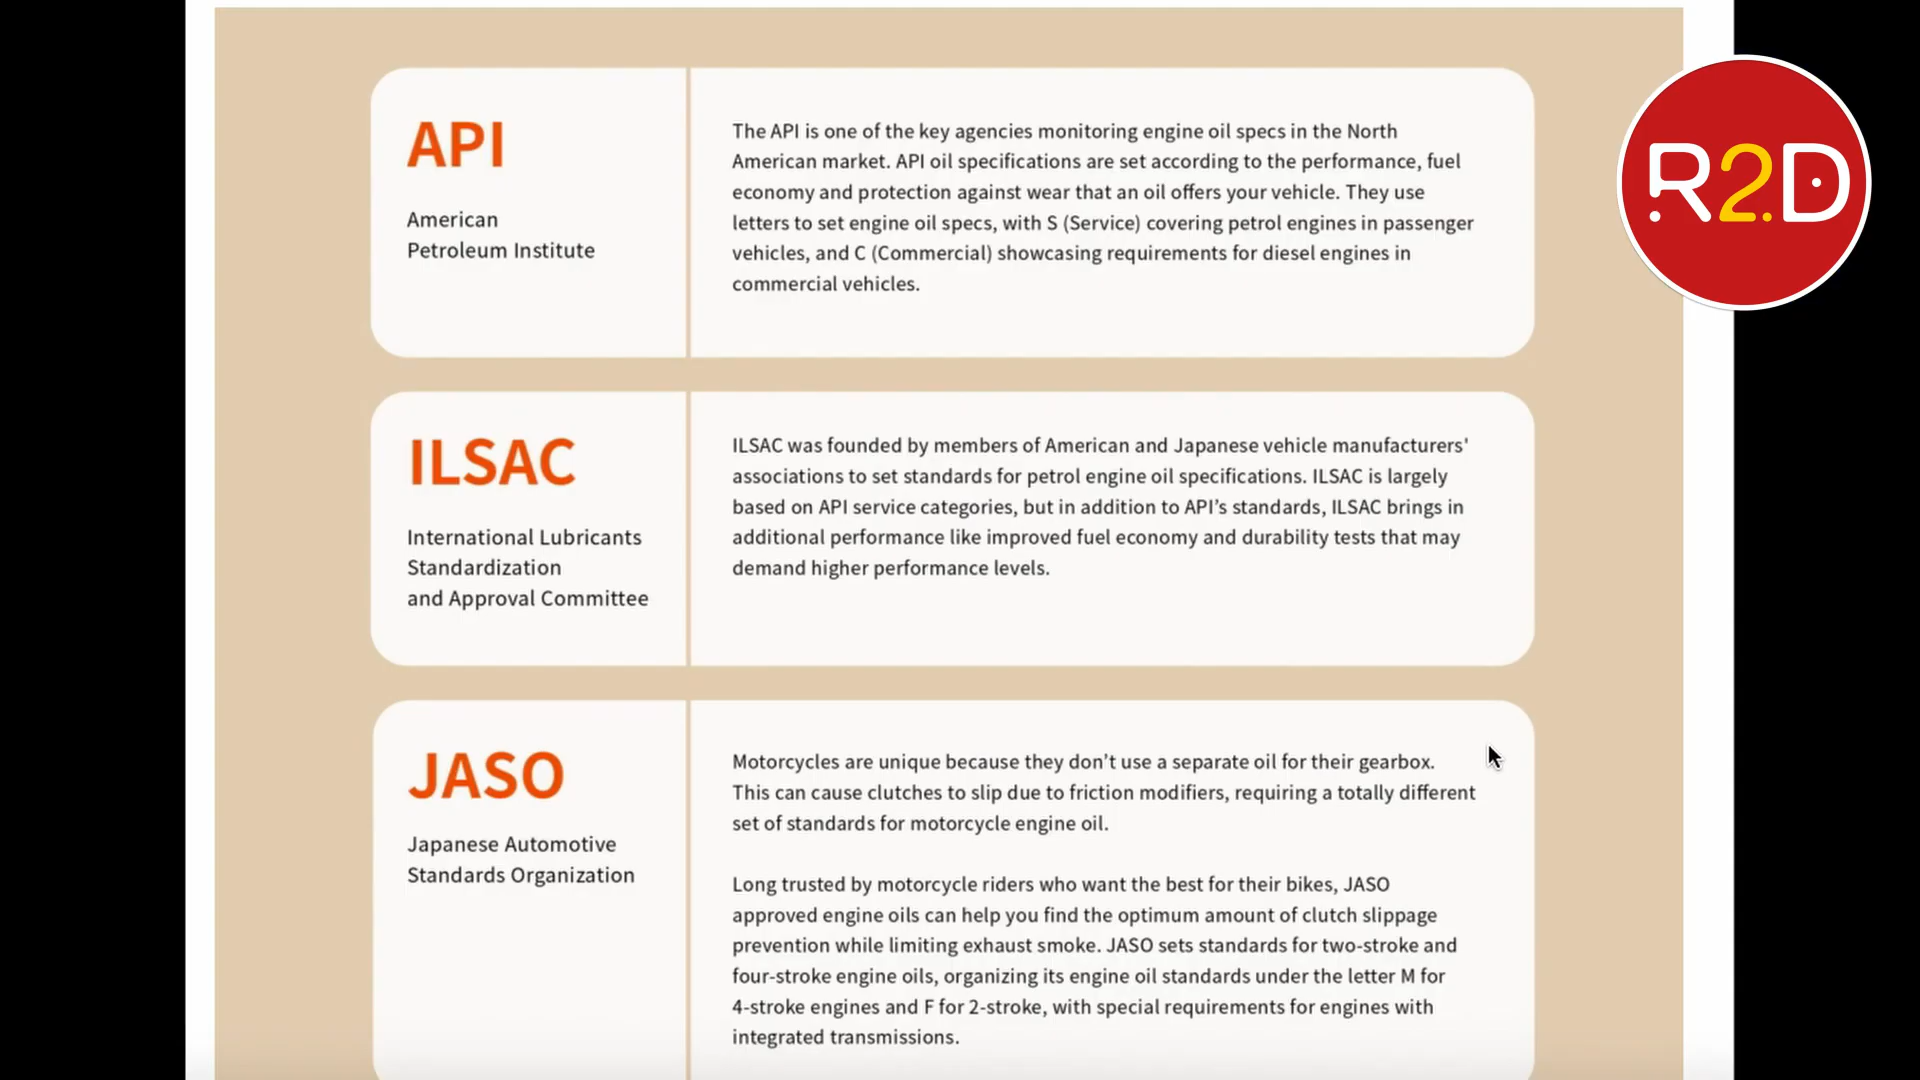 API
American
Petroleum Institute
The API is one of the key agencies monitoring engine oil specs in the North
American market. API oil specifications are set according to the performance, fuel
economy and protection against wear that an oil offers your vehicle. They use
letters to set engine oil specs, with S (Service) covering petrol engines in passenger
vehicles, and C (Commercial) showcasing requirements for diesel engines in
commercial vehicles.
R2D
ILSAC
International Lubricants
Standardization
and Approval Committee
ILSAC was founded by members of American and Japanese vehicle manufacturers'
associations to set standards for petrol engine oil specifications. ILSAC is largely
based on API service categories, but in addition to API’s standards, ILSAC brings in
additional performance like improved fuel economy and durability tests that may
demand higher performance levels.
JASO
Japanese Automotive
Standards Organization
Motorcycles are unique because they don’t use a separate oil for their gearbox.
This can cause clutches to slip due to friction modifiers, requiring a totally different
set of standards for motorcycle engine oil.
Long trusted by motorcycle riders who want the best for their bikes, JASO
approved engine oils can help you find the optimum amount of clutch slippage
prevention while limiting exhaust smoke. JASO sets standards for two-stroke and
four-stroke engine oils, organizing its engine oil standards under the letter M for
4-stroke engines and F for 2-stroke, with special requirements for engines with
integrated transmissions.